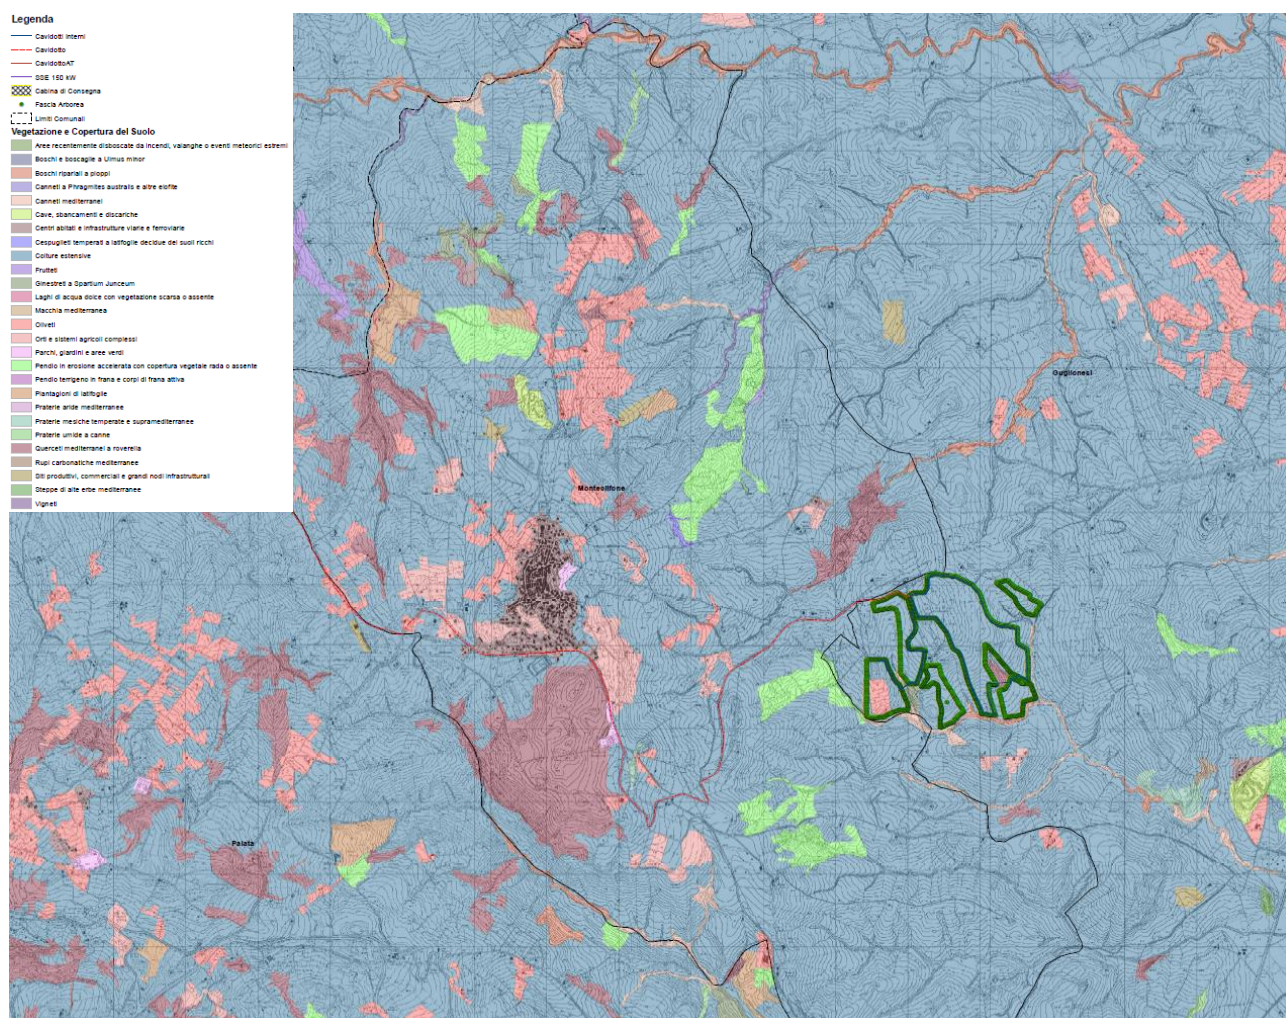 Legenda
Cavidotti interni
Cavidotto
CavidottoAT
SSE 150 kW
Cabina di Consegna
Fascia Arborea
Limiti Comunali
Vegetazione e Copertura del Suolo
Aree recentemente disboscate da incendi, valanghe o eventi meteorici estremi
Boschi e boscaglie a Ulmus minor
Boschi ripariali a pioppi
Canneti a Phragmites australis e altre elofite
Canneti mediterranei
Cave, sbancamenti e discariche
Centri abitati e infrastrutture viarie e ferroviarie
Cespuglieti temperati a latifoglie decidue dei suoli ricchi
Colture estensive
Frutteti
Ginestreti a Spartium Junceum
Laghi di acqua dolce con vegetazione scarsa o assente
Macchia mediterranea
Oliveti
Orti e sistemi agricoli complessi
Parchi, giardini e aree verdi
Pendio in erosione accelerata con copertura vegetale rada o assente
Pendio terrigeno in frana e corpi di frana attiva
Piantagioni di latifoglie
Praterie aride mediterranee
Praterie mesiche temperate e supramediterranee
Praterie umide a canne
Querceti mediterranei a roverella
Rupi carbonatiche mediterranee
Siti produttivi, commerciali e grandi nodi infrastrutturali
Steppe di alte erbe mediterranee
Vigneti
Guglionesi
Montecilfone
Palata